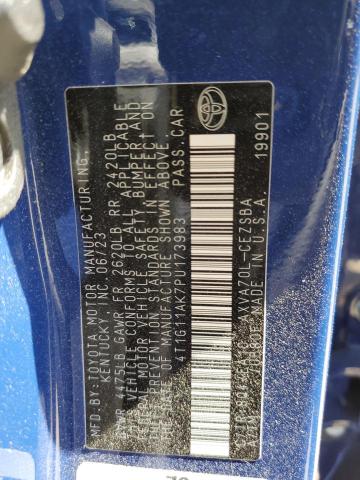 MFD.BY:TOYOTA MOTOR MANUFACTURING,
KENTUCKY, INC. 06/23
GVWR 4475LB GAWR FR 2620LB RR 2420LB
THIS VEHICLE CONFORMS TO ALL APPLICABLE
FEDERAL MOTOR VEHICLE SAFETY, BUMPER, AND
THEFT PREVENTION STANDARDS IN EFFECT ON
THE DATE OF MANUFACTURE SHOWN ABOVE.
4T1G11AK7PU173983 PASS.CAR
AXVA70L-CEZSBA
MADE IN U.S.A. 19901